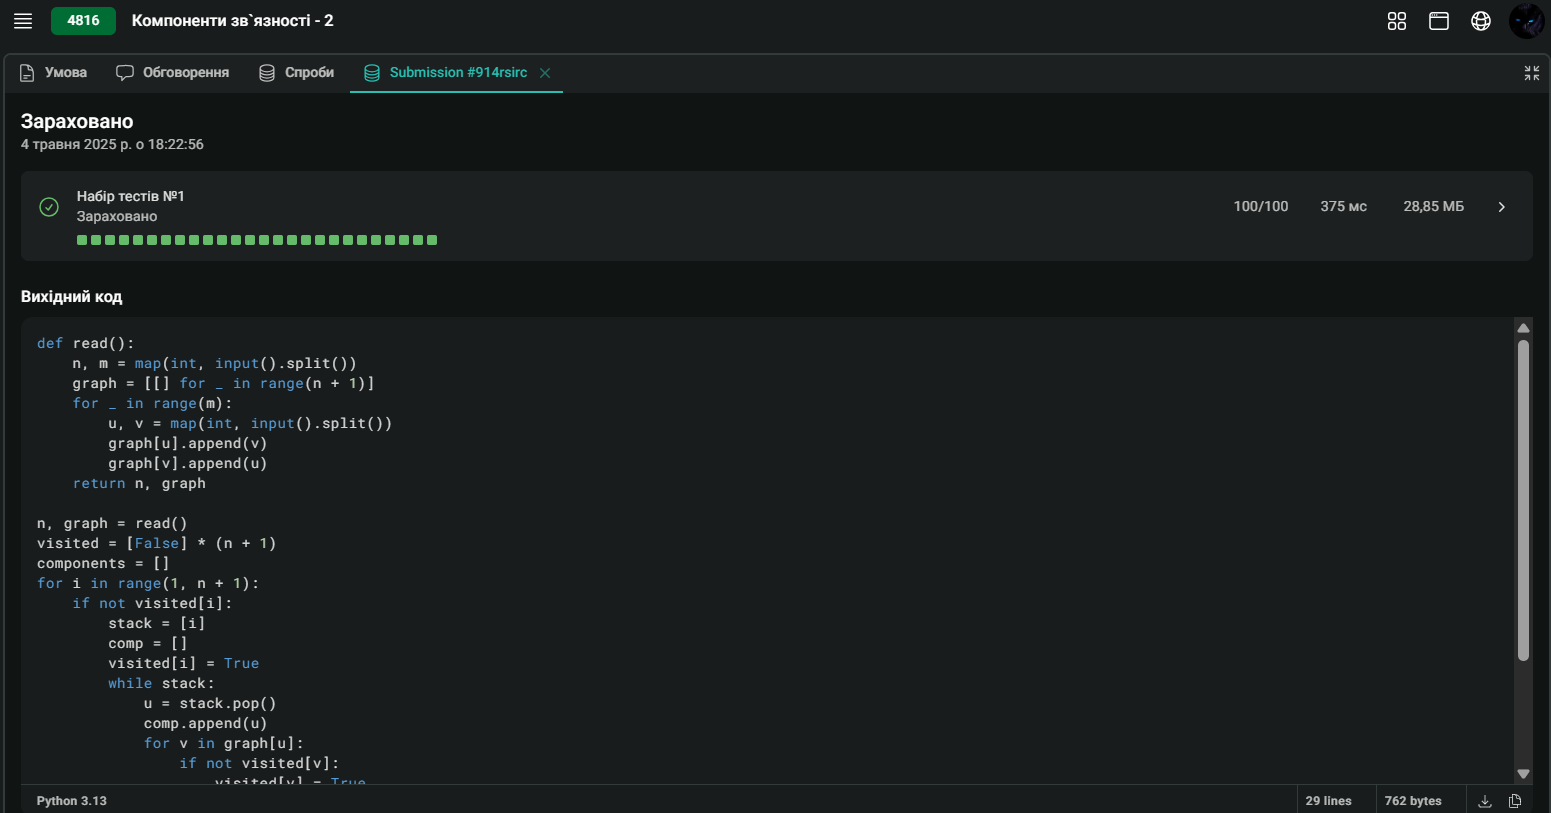 4816 Компоненти зв`язності - 2
Умова Обговорення Спроби Submission #914rsirc
Зараховано
4 травня 2025 р. о 18:22:56
Набір тестів №1
Зараховано
100/100 375 мс 28,85 МБ
Вихідний код
def read():
    n, m = map(int, input().split())
    graph = [[] for _ in range(n + 1)]
    for _ in range(m):
        u, v = map(int, input().split())
        graph[u].append(v)
        graph[v].append(u)
    return n, graph
n, graph = read()
visited = [False] * (n + 1)
components = []
for i in range(1, n + 1):
    if not visited[i]:
        stack = [i]
        comp = []
        visited[i] = True
        while stack:
            u = stack.pop()
            comp.append(u)
            for v in graph[u]:
                if not visited[v]:
                    visited[v] = True
Python 3.13 29 lines 762 bytes